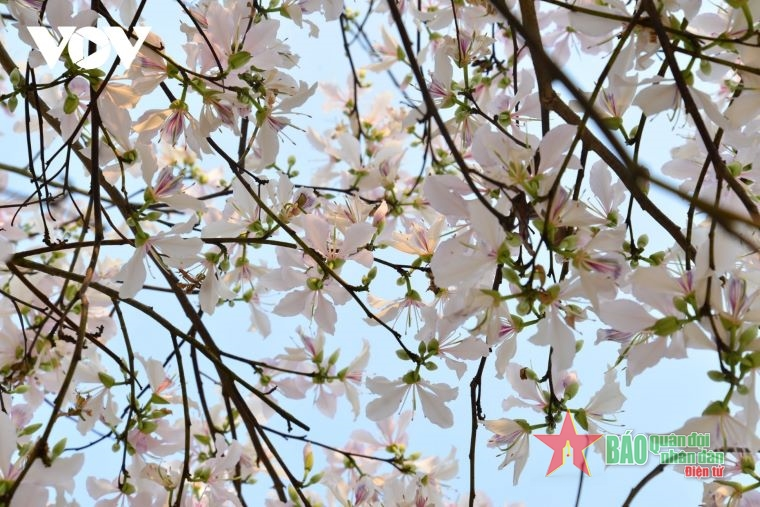 VOV
BÁO quân đội
nhân dân
Điện tử